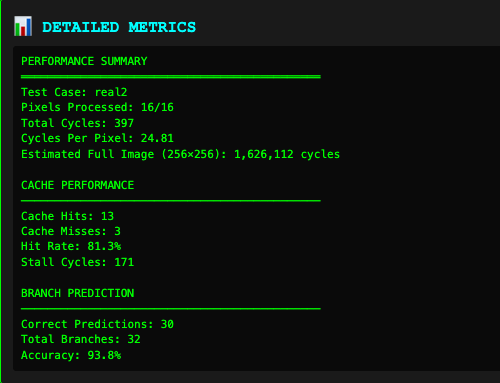 📊 DETAILED METRICS
PERFORMANCE SUMMARY
Test Case: real2
Pixels Processed: 16/16
Total Cycles: 397
Cycles Per Pixel: 24.81
Estimated Full Image (256×256): 1,626,112 cycles
CACHE PERFORMANCE
Cache Hits: 13
Cache Misses: 3
Hit Rate: 81.3%
Stall Cycles: 171
BRANCH PREDICTION
Correct Predictions: 30
Total Branches: 32
Accuracy: 93.8%